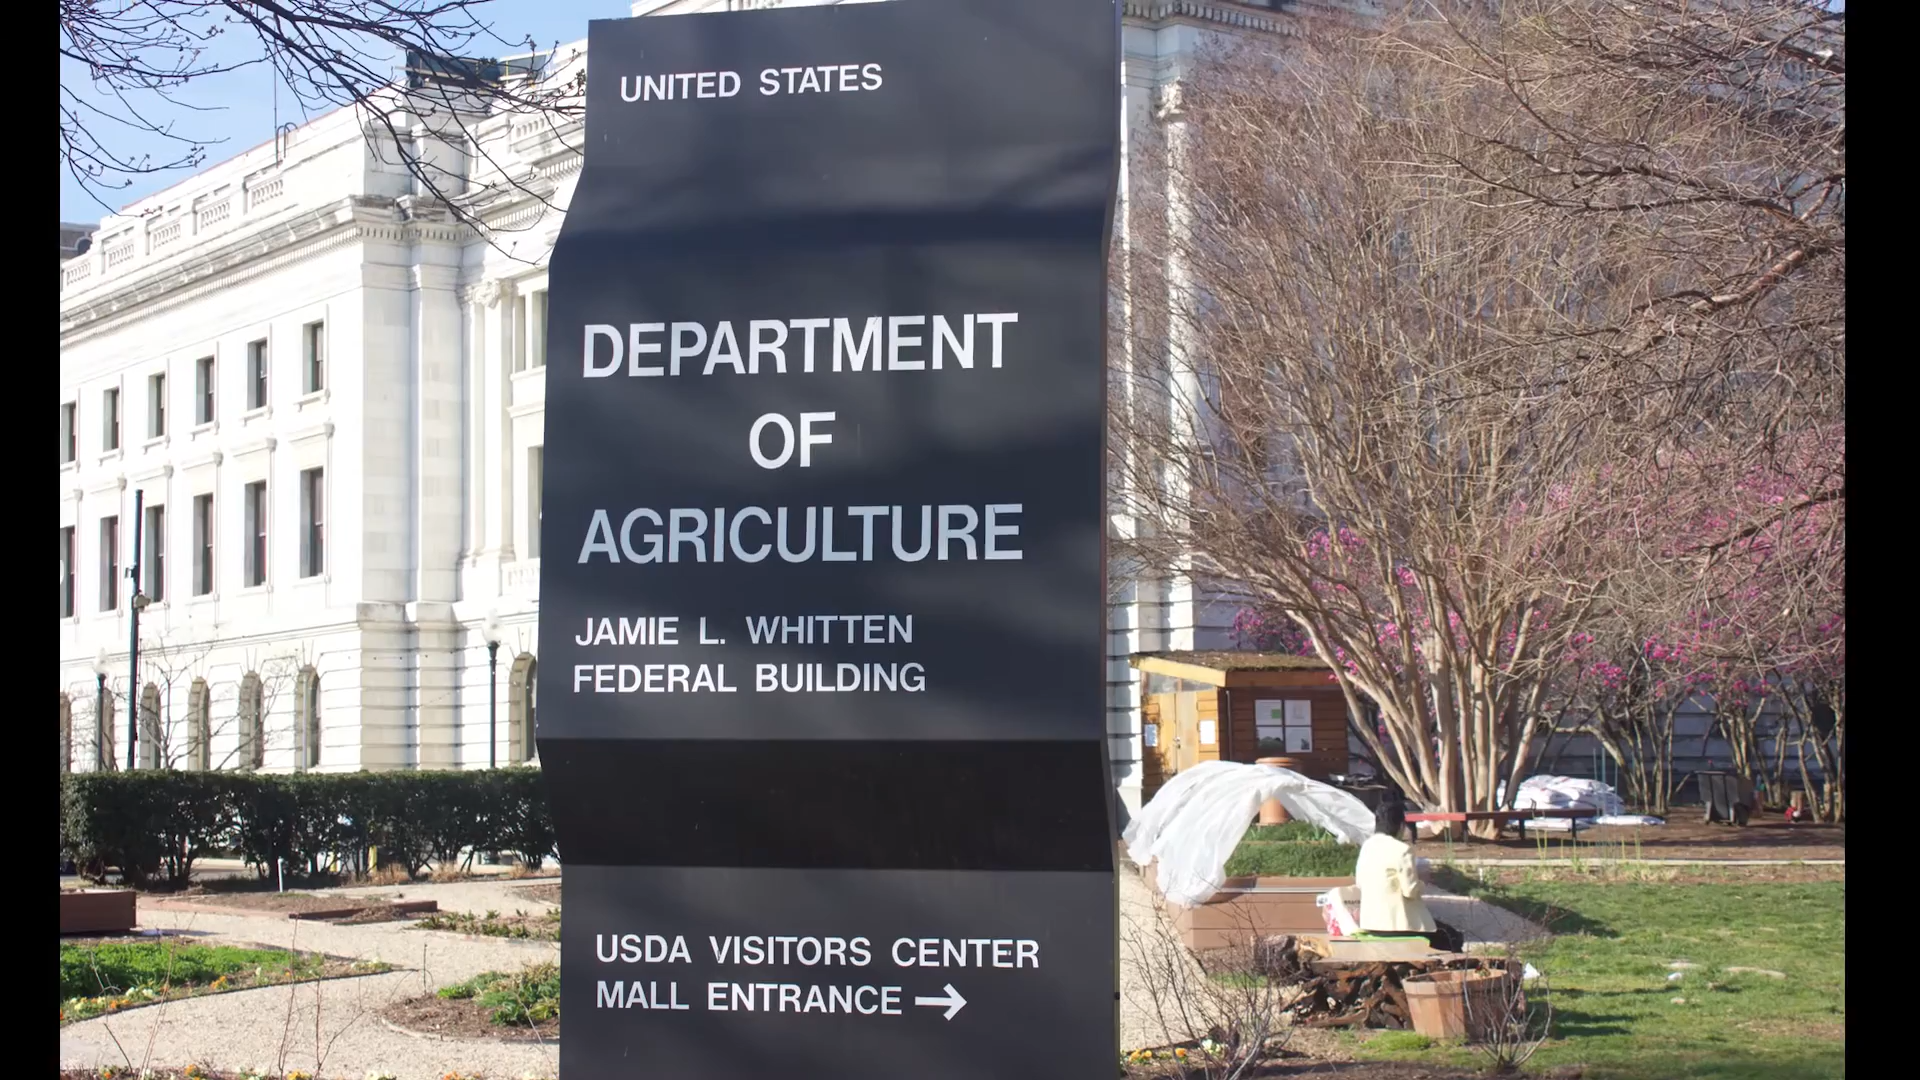 UNITED STATES
DEPARTMENT
OF
AGRICULTURE
JAMIE L. WHITTEN
FEDERAL BUILDING
USDA VISITORS CENTER
MALL ENTRANCE →